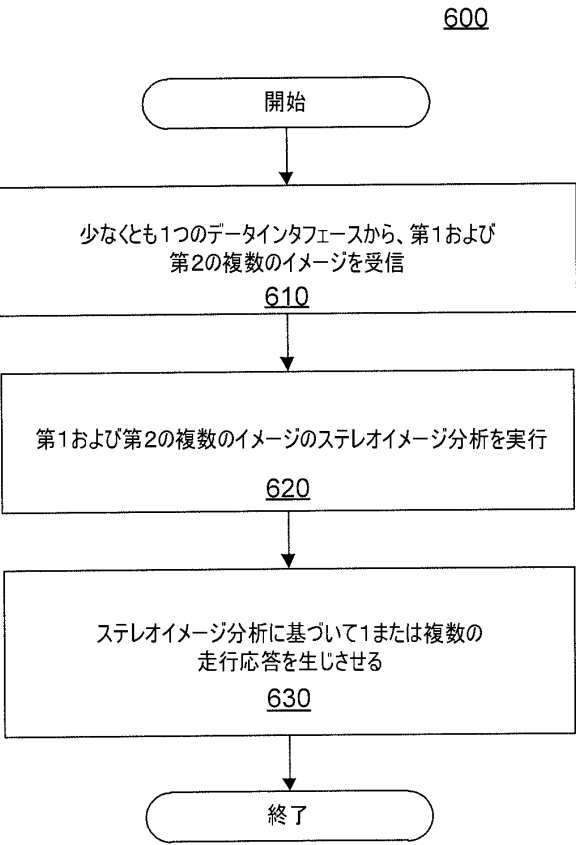 600
開始
少なくとも1つのデータインタフェースから、第1および
第2の複数のイメージを受信
610
第1および第2の複数のイメージのステレオイメージ分析を実行
620
ステレオイメージ分析に基づいて1または複数の
走行応答を生じさせる
630
終了